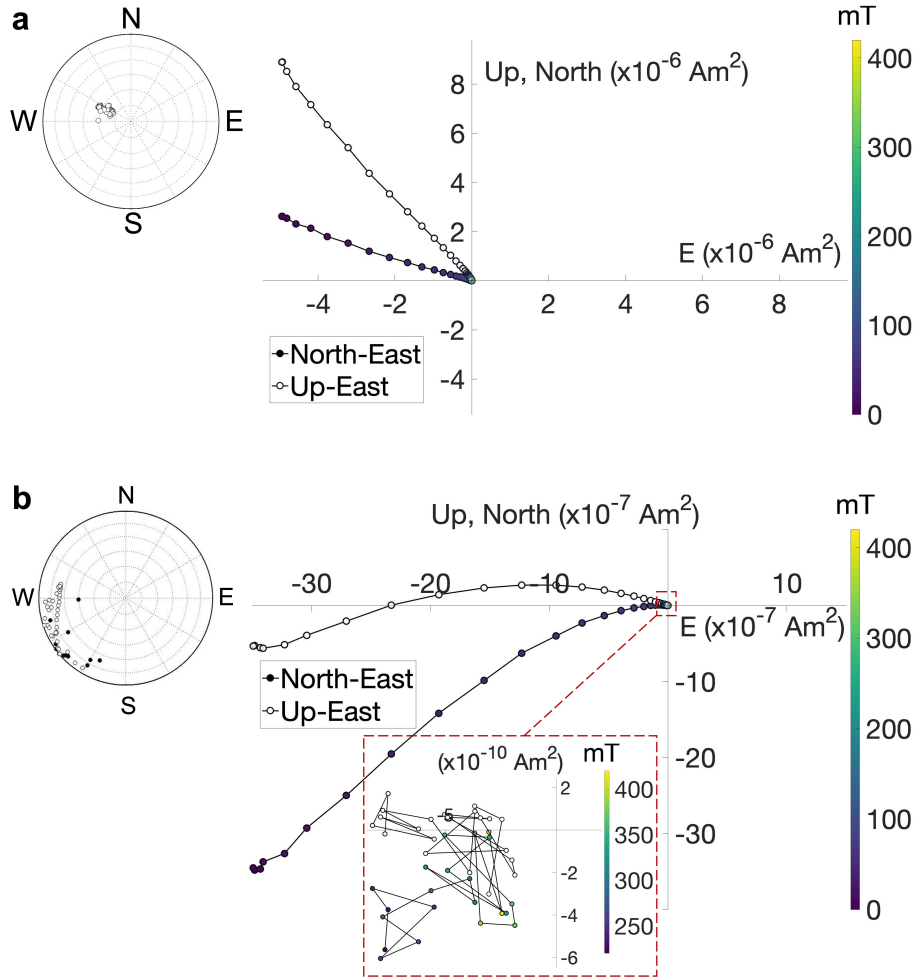 a
N
W
E
S
Up, North (x10⁻⁶ Am²)
E (x10⁻⁶ Am²)
8
6
4
2
-2
-4
-4 -2 2 4 6 8
North-East
Up-East
mT
400
300
200
100
0
b
N
W
E
S
Up, North (x10⁻⁷ Am²)
-30 -20 -10 10
E (x10⁻⁷ Am²)
-10
-20
-30
North-East
Up-East
mT
400
300
200
100
0
(x10⁻¹⁰ Am²)
-5
2
-2
-4
-6
mT
400
350
300
250